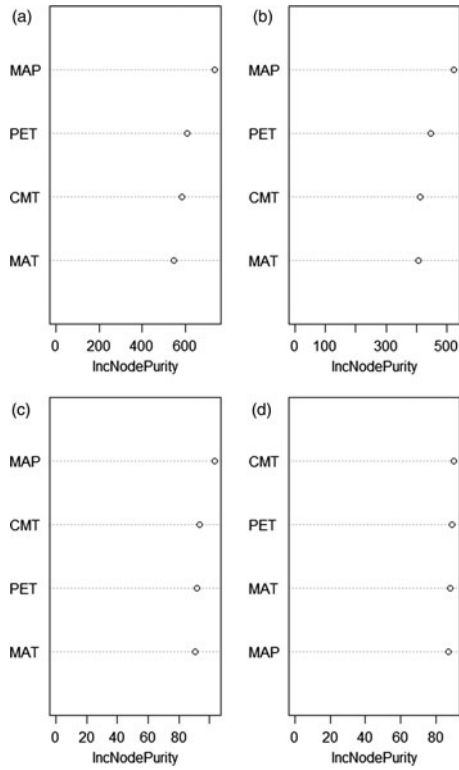 (a)
MAP
PET
CMT
MAT
0 200 400 600
IncNodePurity
(b)
MAP
PET
CMT
MAT
0 100 300 500
IncNodePurity
(c)
MAP
CMT
PET
MAT
0 20 40 60 80
IncNodePurity
(d)
CMT
PET
MAT
MAP
0 20 40 60 80
IncNodePurity